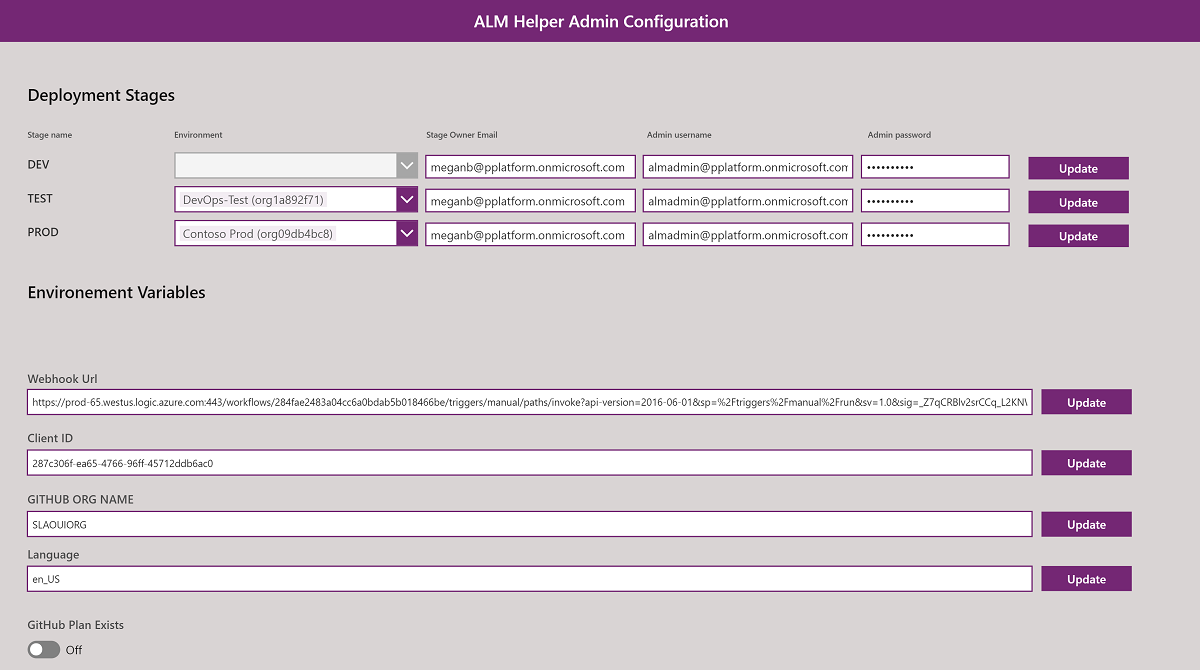 ALM Helper Admin Configuration
Deployment Stages
Stage name Environment Stage Owner Email Admin username Admin password
DEV meganb@pplatform.onmicrosoft.com almadmin@pplatform.onmicrosoft.com •••••••••• Update
TEST DevOps-Test (org1a892f71) meganb@pplatform.onmicrosoft.com almadmin@pplatform.onmicrosoft.com •••••••••• Update
PROD Contoso Prod (org09db4bc8) meganb@pplatform.onmicrosoft.com almadmin@pplatform.onmicrosoft.com •••••••••• Update
Environement Variables
Webhook Url
https://prod-65.westus.logic.azure.com:443/workflows/284fae2483a04cc6a0bdab5b018466be/triggers/manual/paths/invoke?api-version=2016-06-01&sp=%2Ftriggers%2Fmanual%2Frun&sv=1.0&sig=_Z7qCRBlv2srCCq_L2KN Update
Client ID
287c306f-ea65-4766-96ff-45712ddb6ac0 Update
GITHUB ORG NAME
SLAOUIORG Update
Language
en_US Update
GitHub Plan Exists
Off